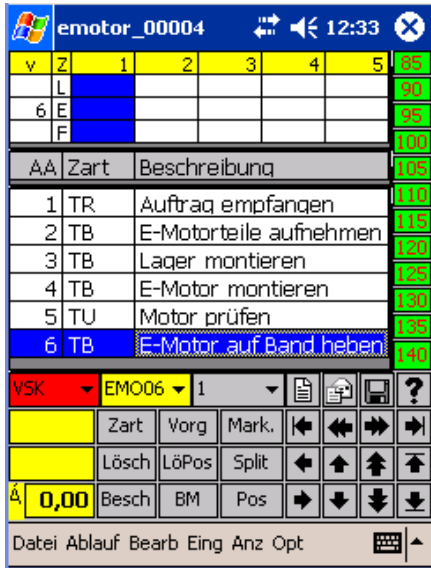 emotor_00004 12:33
v Z 1 2 3 4 5 85
L 90
6 E 95
F 100
AA Zart Beschreibung 105
1 TR Auftrag empfangen 110
2 TB E-Motorteile aufnehmen 115
3 TB Lager montieren 120
4 TB E-Motor montieren 125
5 TU Motor prüfen 130
6 TB E-Motor auf Band heben 135
140
VSK EMO06 1 ?
Zart Vorg Mark.
Lösch LöPos Split
Á 0,00 Besch BM Pos
Datei Ablauf Bearb Eing Anz Opt